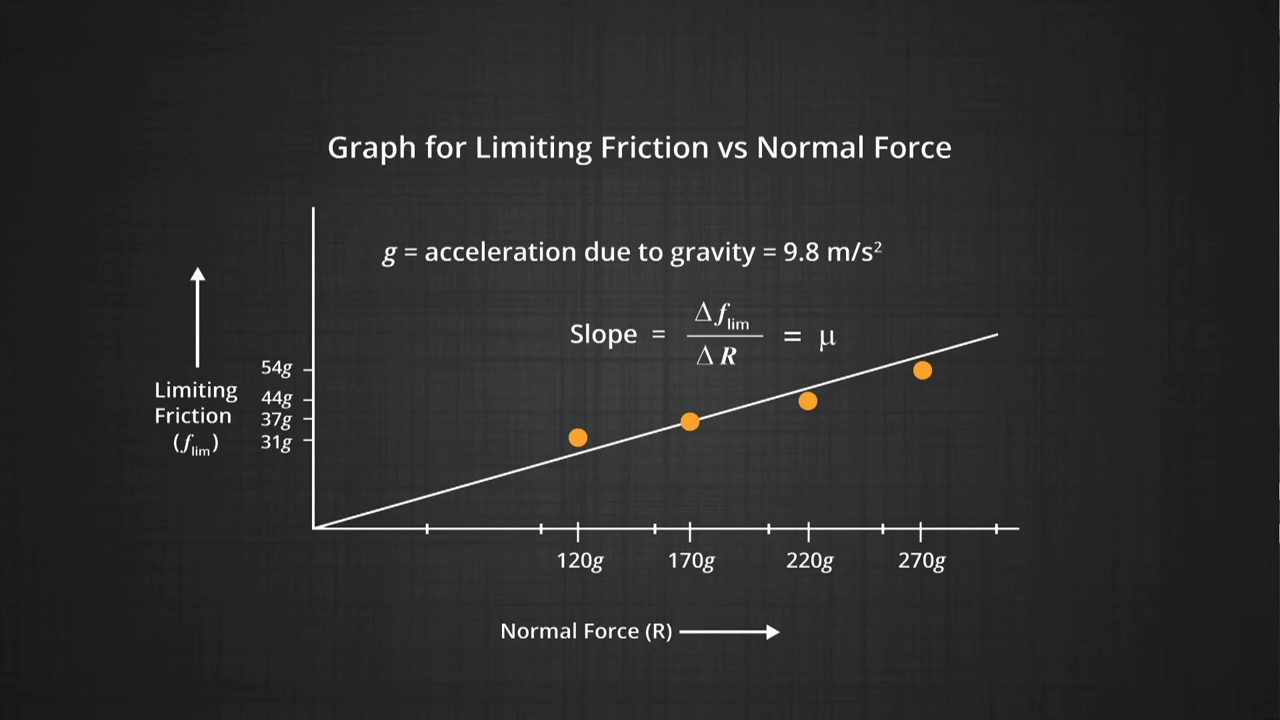 Graph for Limiting Friction vs Normal Force
g = acceleration due to gravity = 9.8 m/s²
Slope = Δf_lim / ΔR = μ
54g
44g
37g
31g
Limiting
Friction
(f_lim)
120g 170g 220g 270g
Normal Force (R)